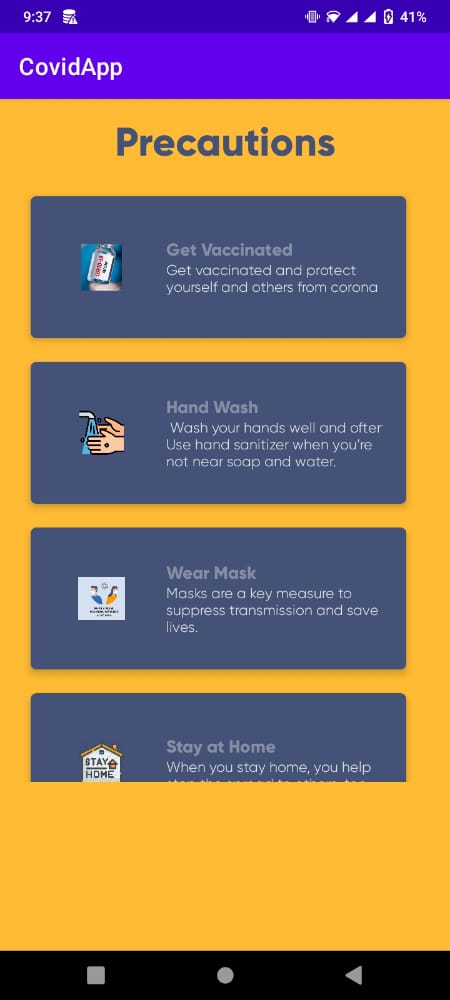 9:37
41%
CovidApp
Precautions
Get Vaccinated
Get vaccinated and protect
yourself and others from corona
Hand Wash
Wash your hands well and ofter
Use hand sanitizer when you're
not near soap and water.
Wear Mask
Masks are a key measure to
suppress transmission and save
lives.
STAY
HOME
Stay at Home
When you stay home, you help